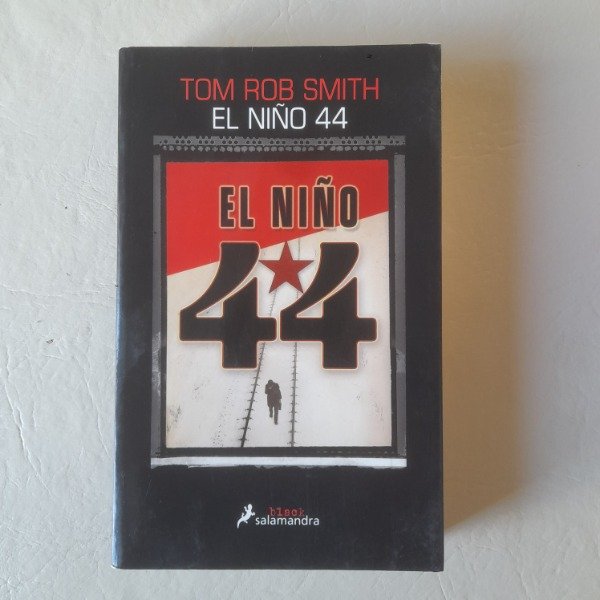 TOM ROB SMITH
EL NIÑO 44
EL NIÑO
44
black
salamandra